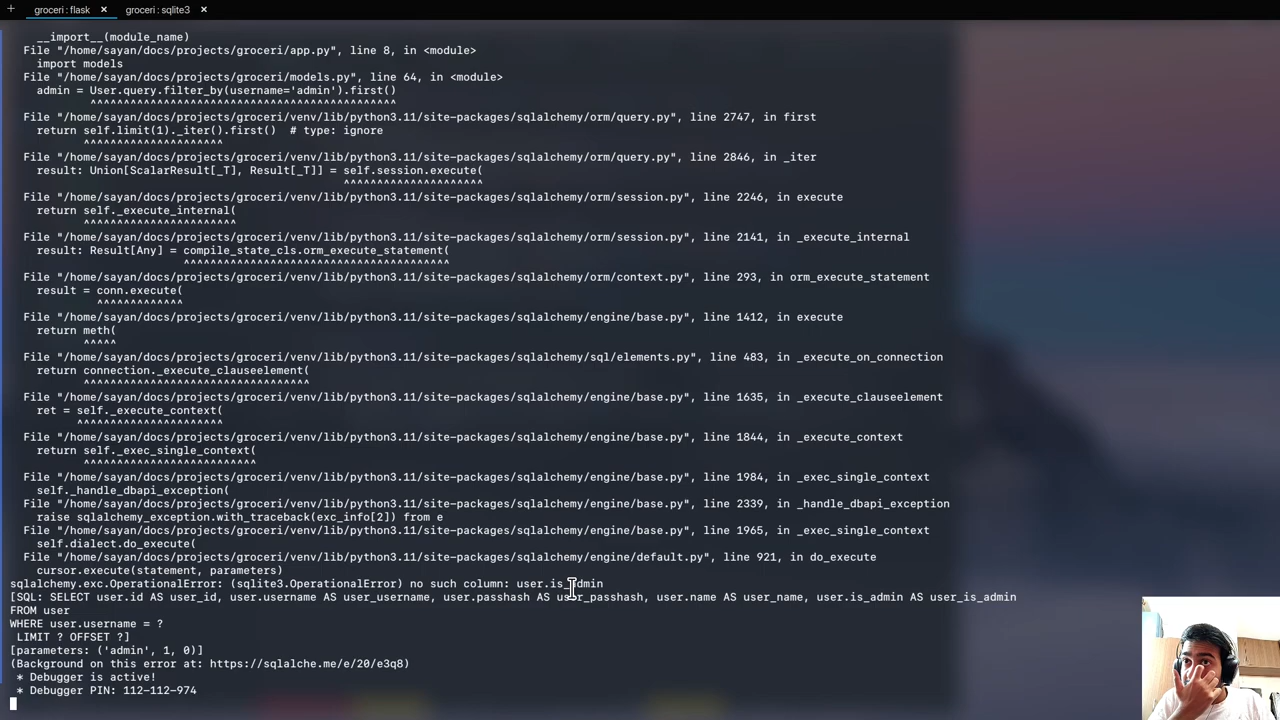 + groceri : flask × groceri : sqlite3 ×
__import__(module_name)
File "/home/sayan/docs/projects/groceri/app.py", line 8, in <module>
import models
File "/home/sayan/docs/projects/groceri/models.py", line 64, in <module>
admin = User.query.filter_by(username='admin').first()
^^^^^^^^^^^^^^^^^^^^^^^^^^^^^^^^^^^^^^^^^^^^^^
File "/home/sayan/docs/projects/groceri/venv/lib/python3.11/site-packages/sqlalchemy/orm/query.py", line 2747, in first
return self.limit(1)._iter().first()  # type: ignore
^^^^^^^^^^^^^^^^^^^^^
File "/home/sayan/docs/projects/groceri/venv/lib/python3.11/site-packages/sqlalchemy/orm/query.py", line 2846, in _iter
result: Union[ScalarResult[_T], Result[_T]] = self.session.execute(
^^^^^^^^^^^^^^^^^^^^^
File "/home/sayan/docs/projects/groceri/venv/lib/python3.11/site-packages/sqlalchemy/orm/session.py", line 2246, in execute
return self._execute_internal(
^^^^^^^^^^^^^^^^^^^^^^^
File "/home/sayan/docs/projects/groceri/venv/lib/python3.11/site-packages/sqlalchemy/orm/session.py", line 2141, in _execute_internal
result: Result[Any] = compile_state_cls.orm_execute_statement(
^^^^^^^^^^^^^^^^^^^^^^^^^^^^^^^^^^^^^^^^
File "/home/sayan/docs/projects/groceri/venv/lib/python3.11/site-packages/sqlalchemy/orm/context.py", line 293, in orm_execute_statement
result = conn.execute(
^^^^^^^^^^^^^
File "/home/sayan/docs/projects/groceri/venv/lib/python3.11/site-packages/sqlalchemy/engine/base.py", line 1412, in execute
return meth(
^^^^^
File "/home/sayan/docs/projects/groceri/venv/lib/python3.11/site-packages/sqlalchemy/sql/elements.py", line 483, in _execute_on_connection
return connection._execute_clauseelement(
^^^^^^^^^^^^^^^^^^^^^^^^^^^^^^^^^^
File "/home/sayan/docs/projects/groceri/venv/lib/python3.11/site-packages/sqlalchemy/engine/base.py", line 1635, in _execute_clauseelement
ret = self._execute_context(
^^^^^^^^^^^^^^^^^^^^^^
File "/home/sayan/docs/projects/groceri/venv/lib/python3.11/site-packages/sqlalchemy/engine/base.py", line 1844, in _execute_context
return self._exec_single_context(
^^^^^^^^^^^^^^^^^^^^^^^^^^
File "/home/sayan/docs/projects/groceri/venv/lib/python3.11/site-packages/sqlalchemy/engine/base.py", line 1984, in _exec_single_context
self._handle_dbapi_exception(
File "/home/sayan/docs/projects/groceri/venv/lib/python3.11/site-packages/sqlalchemy/engine/base.py", line 2339, in _handle_dbapi_exception
raise sqlalchemy_exception.with_traceback(exc_info[2]) from e
File "/home/sayan/docs/projects/groceri/venv/lib/python3.11/site-packages/sqlalchemy/engine/base.py", line 1965, in _exec_single_context
self.dialect.do_execute(
File "/home/sayan/docs/projects/groceri/venv/lib/python3.11/site-packages/sqlalchemy/engine/default.py", line 921, in do_execute
cursor.execute(statement, parameters)
sqlalchemy.exc.OperationalError: (sqlite3.OperationalError) no such column: user.is_admin
[SQL: SELECT user.id AS user_id, user.username AS user_username, user.passhash AS user_passhash, user.name AS user_name, user.is_admin AS user_is_admin
FROM user
WHERE user.username = ?
LIMIT ? OFFSET ?]
[parameters: ('admin', 1, 0)]
(Background on this error at: https://sqlalche.me/e/20/e3q8)
* Debugger is active!
* Debugger PIN: 112-112-974